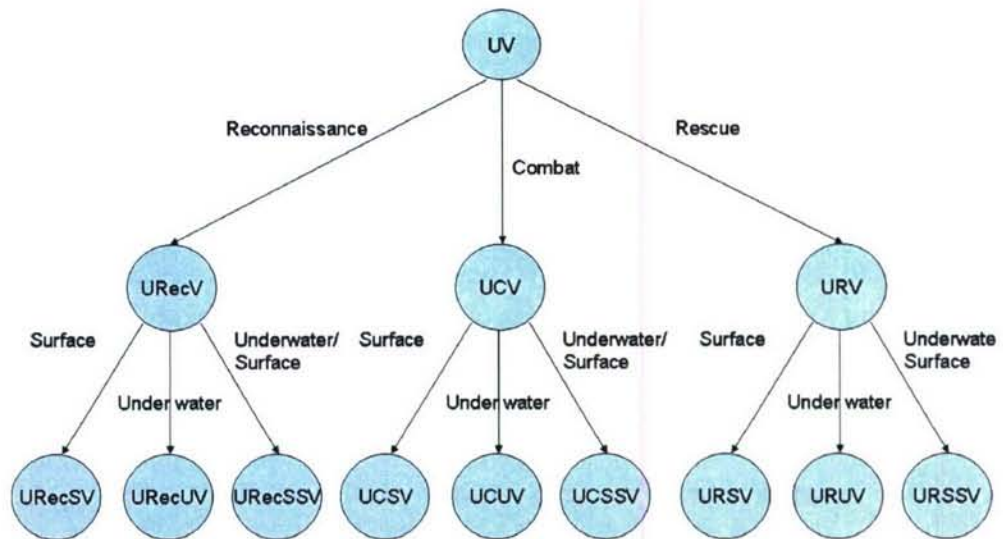 UV
Reconnaissance
Rescue
Combat
URecV
UCV
URV
Surface
Underwater/
Surface
Surface
Underwater/
Surface
Surface
Underwate
Surface
Under water
Under water
Under water
URecSV
URecUV
URecSSV
UCSV
UCUV
UCSSV
URSV
URUV
URSSV